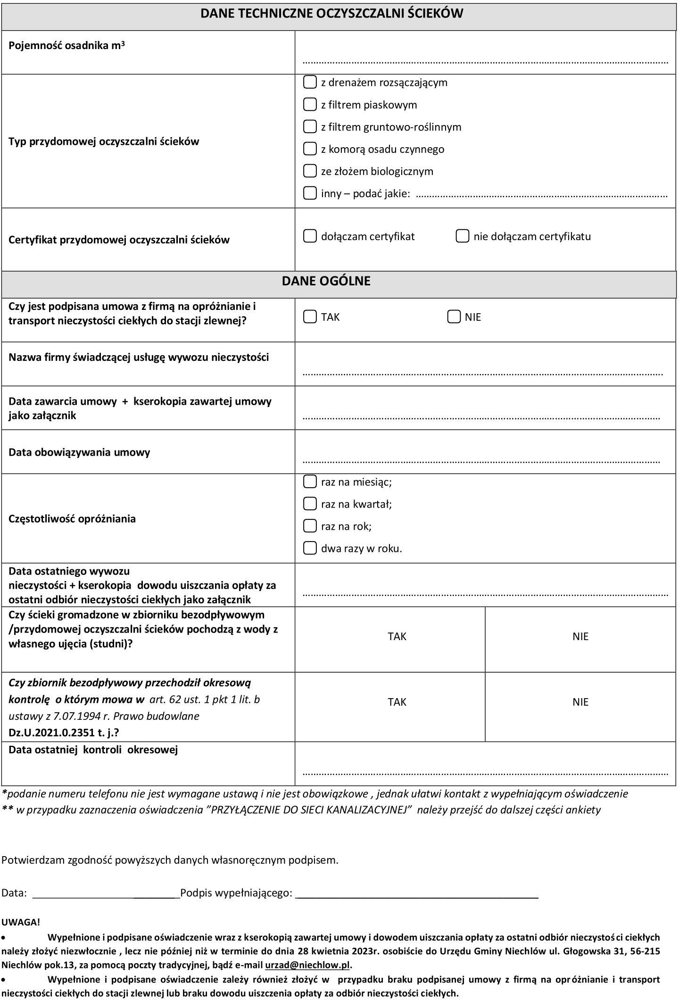 DANE TECHNICZNE OCZYSZCZALNI ŚCIEKÓW
Pojemność osadnika m³
……………………………………………………………………………………………………………………
Typ przydomowej oczyszczalni ścieków
z drenażem rozsączającym
z filtrem piaskowym
z filtrem gruntowo-roślinnym
z komorą osadu czynnego
ze złożem biologicznym
inny – podać jakie: ………………………………………………………………………………
Certyfikat przydomowej oczyszczalni ścieków
dołączam certyfikat nie dołączam certyfikatu
DANE OGÓLNE
Czy jest podpisana umowa z firmą na opróżnianie i
transport nieczystości ciekłych do stacji zlewnej?
TAK NIE
Nazwa firmy świadczącej usługę wywozu nieczystości
…………………………………………………………………………………………………………………….
Data zawarcia umowy + kserokopia zawartej umowy
jako załącznik
……………………………………………………………………………………………………………………
Data obowiązywania umowy
……………………………………………………………………………………………………………………
Częstotliwość opróżniania
raz na miesiąc;
raz na kwartał;
raz na rok;
dwa razy w roku.
Data ostatniego wywozu
nieczystości + kserokopia dowodu uiszczania opłaty za
ostatni odbiór nieczystości ciekłych jako załącznik
……………………………………………………………………………………………………………………
Czy ścieki gromadzone w zbiorniku bezodpływowym
/przydomowej oczyszczalni ścieków pochodzą z wody z
własnego ujęcia (studni)?
TAK NIE
Czy zbiornik bezodpływowy przechodził okresową
kontrolę o którym mowa w art. 62 ust. 1 pkt 1 lit. b
ustawy z 7.07.1994 r. Prawo budowlane
Dz.U.2021.0.2351 t. j.?
TAK NIE
Data ostatniej kontroli okresowej
……………………………………………………………………………………………………………………
*podanie numeru telefonu nie jest wymagane ustawą i nie jest obowiązkowe , jednak ułatwi kontakt z wypełniającym oświadczenie
** w przypadku zaznaczenia oświadczenia ”PRZYŁĄCZENIE DO SIECI KANALIZACYJNEJ” należy przejść do dalszej części ankiety
Potwierdzam zgodność powyższych danych własnoręcznym podpisem.
Data: _________________________Podpis wypełniającego: _________________________________________
UWAGA!
• Wypełnione i podpisane oświadczenie wraz z kserokopią zawartej umowy i dowodem uiszczania opłaty za ostatni odbiór nieczystości ciekłych
należy złożyć niezwłocznie , lecz nie później niż w terminie do dnia 28 kwietnia 2023r. osobiście do Urzędu Gminy Niechlów ul. Głogowska 31, 56-215
Niechlów pok.13, za pomocą poczty tradycyjnej, bądź e-mail urzad@niechlow.pl.
• Wypełnione i podpisane oświadczenie zależy również złożyć w przypadku braku podpisanej umowy z firmą na opróżnianie i transport
nieczystości ciekłych do stacji zlewnej lub braku dowodu uiszczenia opłaty za odbiór nieczystości ciekłych.